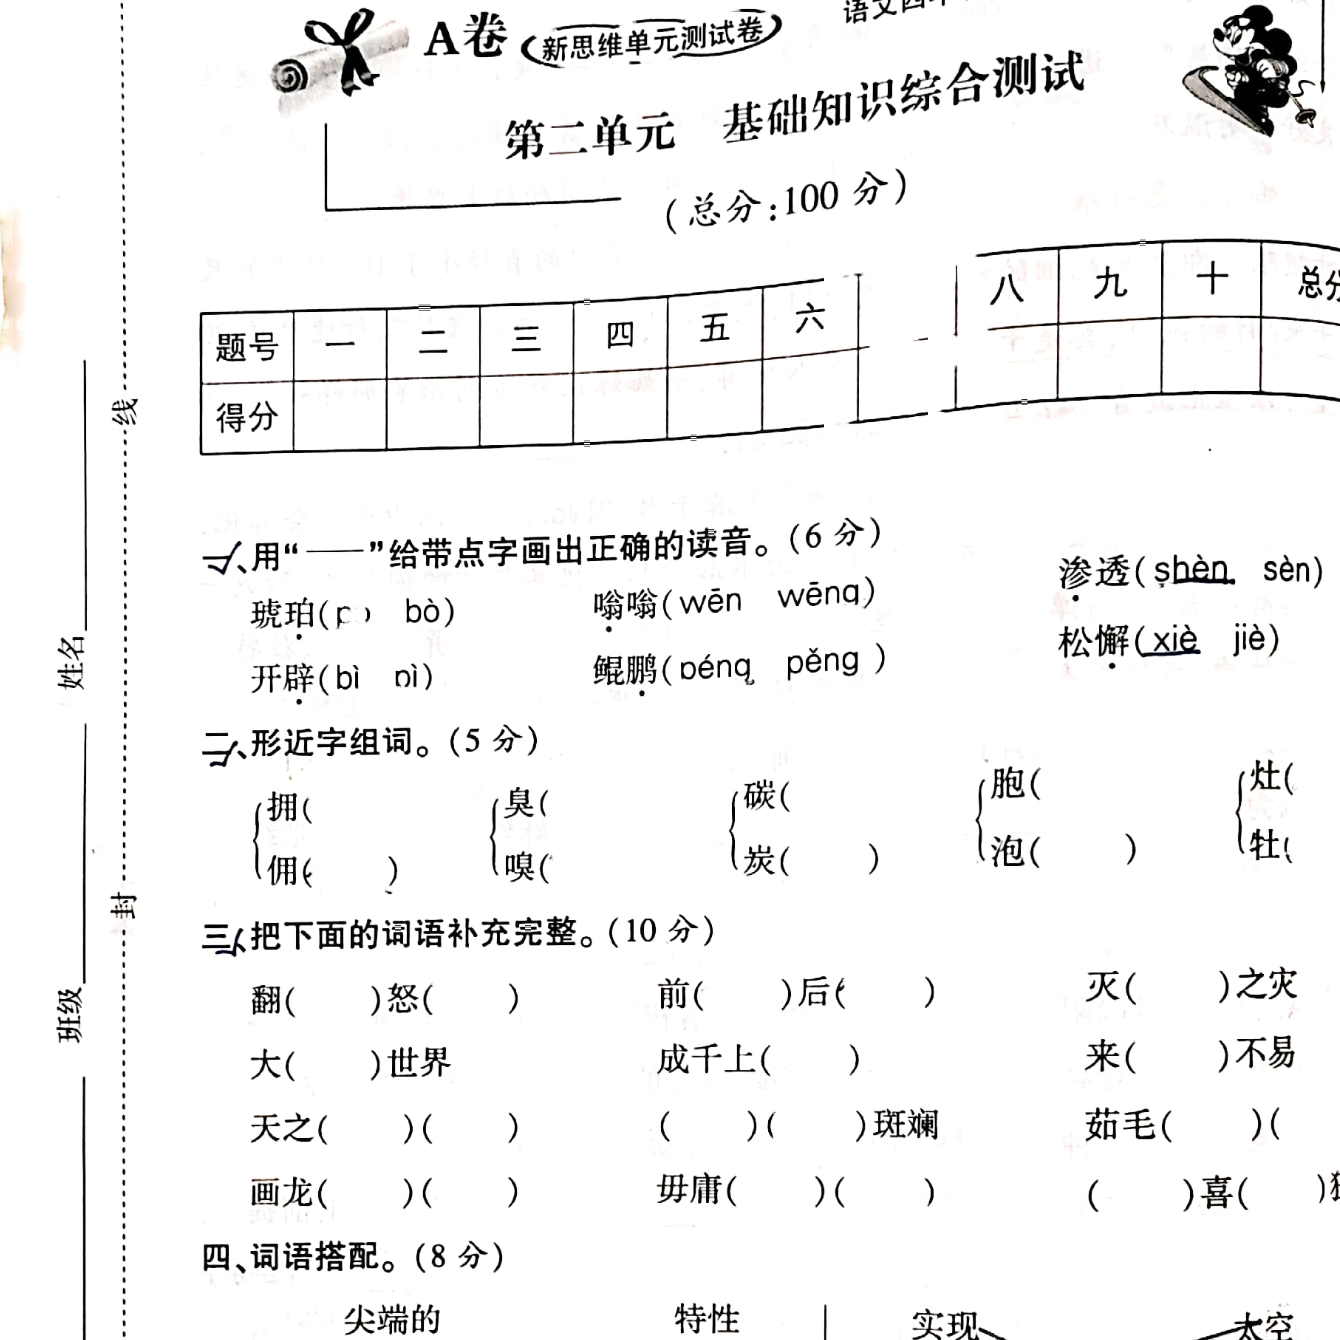 A卷 新思维单元测试卷
第二单元 基础知识综合测试
(总分:100 分)
题号 一 二 三 四 五 六 八 九 十 总分
得分
一、用“——”给带点字画出正确的读音。(6 分)
琥珀( bò) 嗡嗡(wēn wēng) 渗透(shèn sèn)
开辟(bì pì) 鲲鹏(péng pěng ) 松懈(xiè jiè)
二、形近字组词。(5 分)
拥( 臭( 碳( 胞( 灶(
佣( ) 嗅( 炭( ) 泡( ) 牡(
三、把下面的词语补充完整。(10 分)
翻( )怒( ) 前( )后( ) 灭( )之灾
大( )世界 成千上( ) 来( )不易
天之( )( ) ( )( )斑斓 茹毛( )(
画龙( )( ) 毋庸( )( ) ( )喜( )
四、词语搭配。(8 分)
尖端的 特性 实现 太空
线
封
姓名
班级